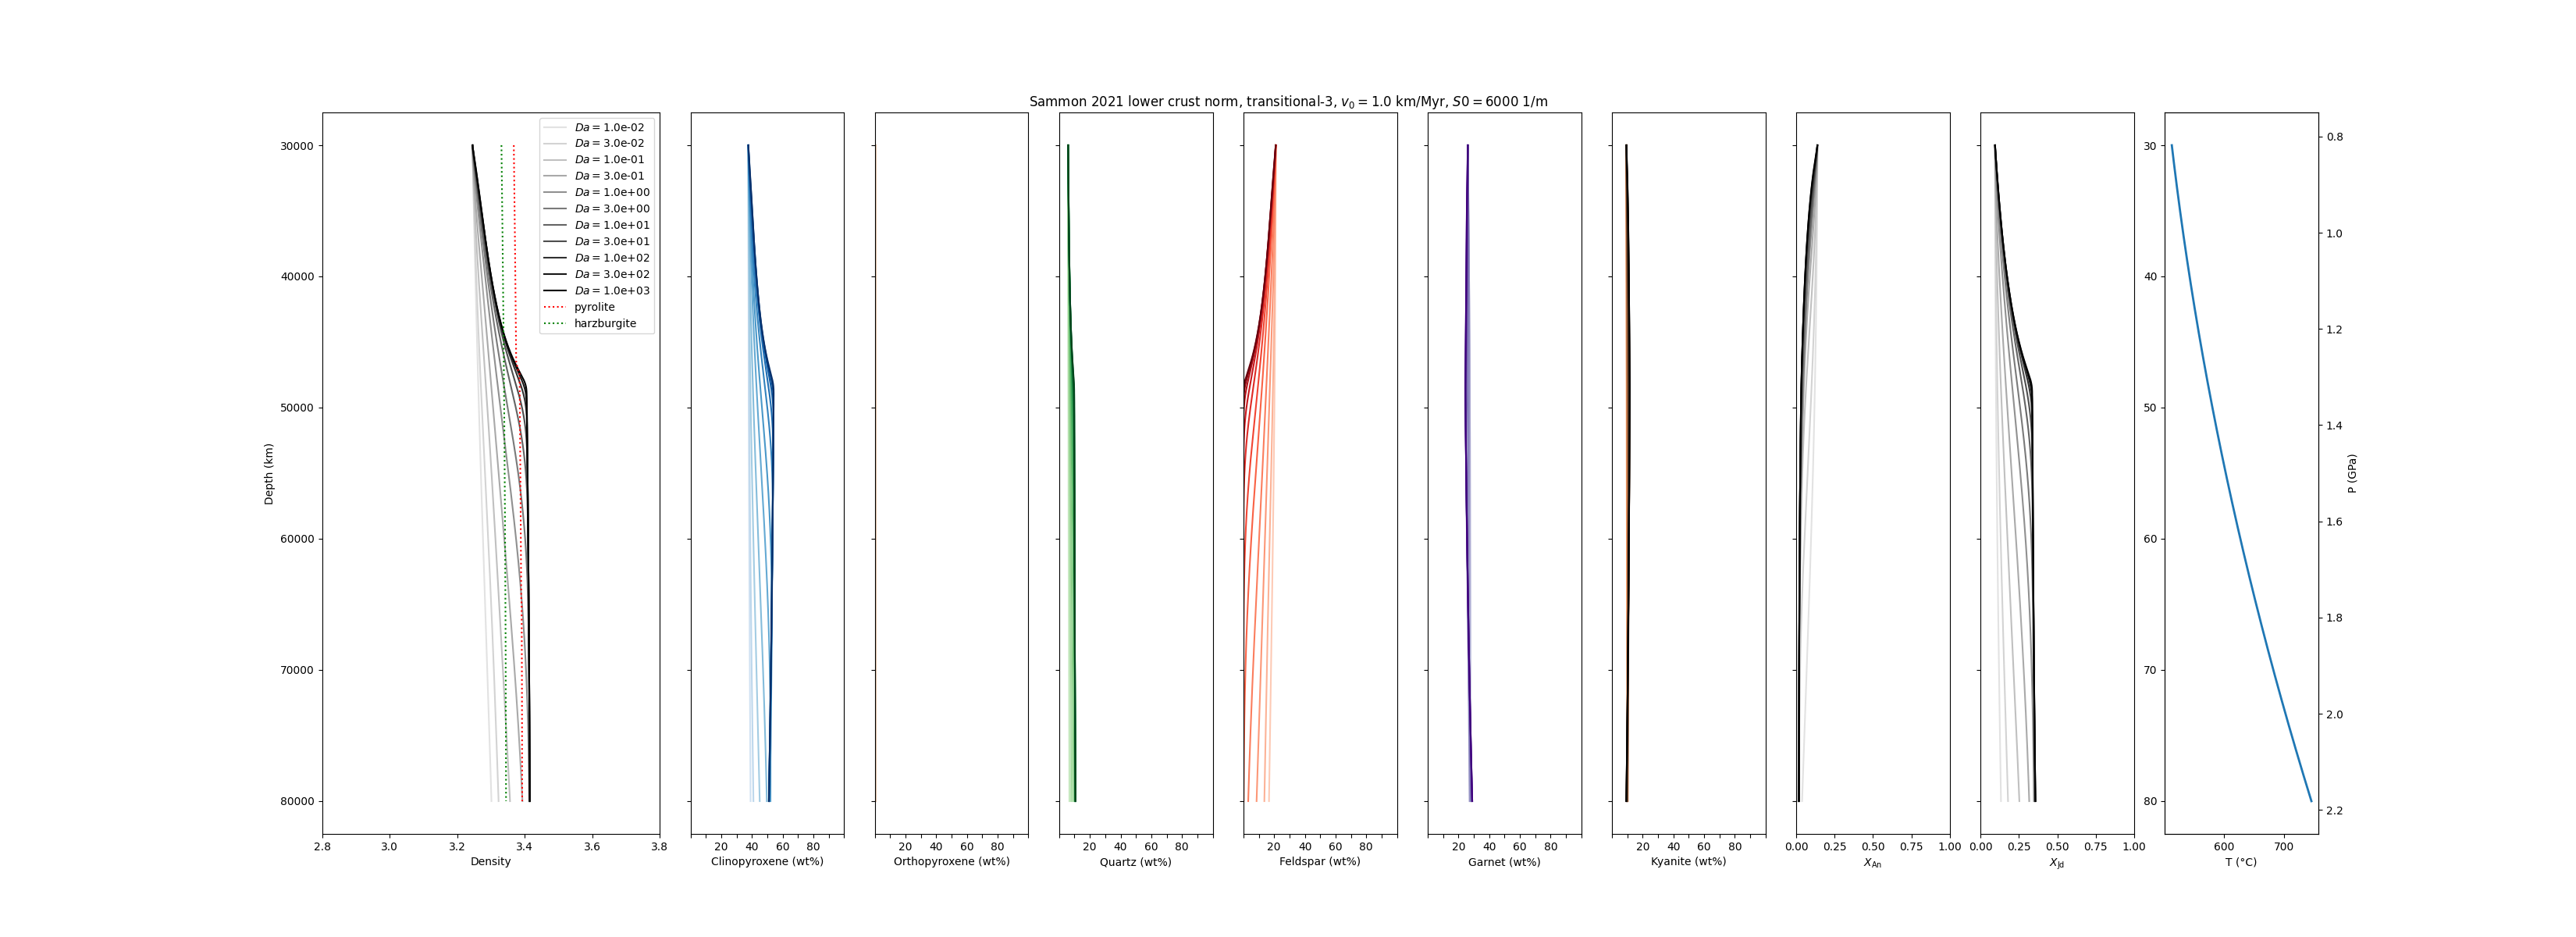 Sammon 2021 lower crust norm, transitional-3, v₀ = 1.0 km/Myr, S0 = 6000 1/m
Da = 1.0e-02
Da = 3.0e-02
Da = 1.0e-01
Da = 3.0e-01
Da = 1.0e+00
Da = 3.0e+00
Da = 1.0e+01
Da = 3.0e+01
Da = 1.0e+02
Da = 3.0e+02
Da = 1.0e+03
pyrolite
harzburgite
Depth (km)
30000
40000
50000
60000
70000
80000
2.8 3.0 3.2 3.4 3.6 3.8
Density
20 40 60 80
Clinopyroxene (wt%)
20 40 60 80
Orthopyroxene (wt%)
20 40 60 80
Quartz (wt%)
20 40 60 80
Feldspar (wt%)
20 40 60 80
Garnet (wt%)
20 40 60 80
Kyanite (wt%)
0.00 0.25 0.50 0.75 1.00
X_An
0.00 0.25 0.50 0.75 1.00
X_Jd
30
40
50
60
70
80
600 700
T (°C)
0.8
1.0
1.2
1.4
1.6
1.8
2.0
2.2
P (GPa)